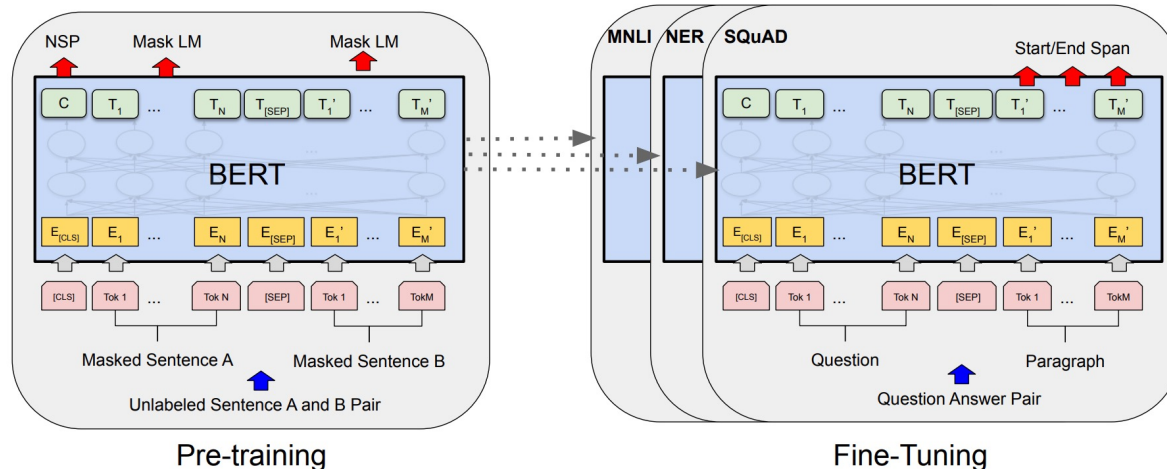 NSP Mask LM Mask LM
C T1 ... TN T[SEP] T1' ... TM'
...
BERT
...
E[CLS] E1 ... EN E[SEP] E1' ... EM'
[CLS] Tok 1 ... Tok N [SEP] Tok 1 ... TokM
Masked Sentence A Masked Sentence B
Unlabeled Sentence A and B Pair
Pre-training
MNLI NER SQuAD
Start/End Span
C T1 ... TN T[SEP] T1' ... TM'
...
BERT
...
E[CLS] E1 ... EN E[SEP] E1' ... EM'
[CLS] Tok 1 ... Tok N [SEP] Tok 1 ... TokM
Question Paragraph
Question Answer Pair
Fine-Tuning